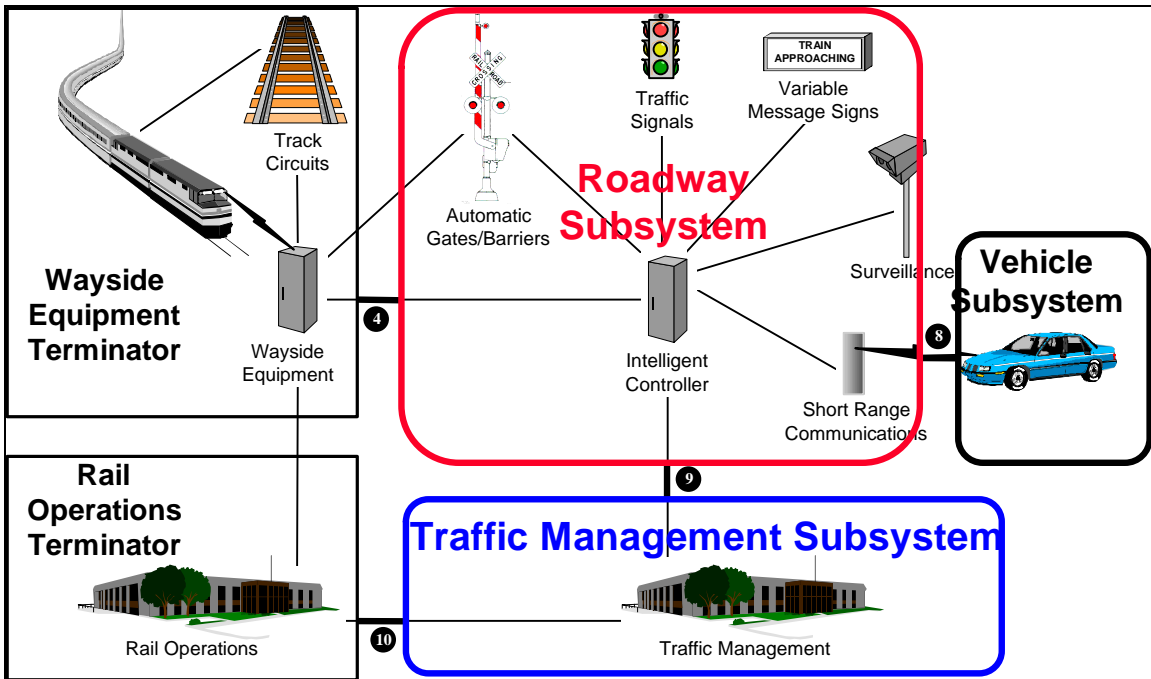 Track
Circuits
Wayside
Equipment
Terminator
Wayside
Equipment
4
RAIL
ROAD
CROSSING
Automatic
Gates/Barriers
Traffic
Signals
TRAIN
APPROACHING
Variable
Message Signs
Roadway
Subsystem
Surveillance
Intelligent
Controller
Short Range
Communications
8
Vehicle
Subsystem
9
Rail
Operations
Terminator
Rail Operations
10
Traffic Management Subsystem
Traffic Management